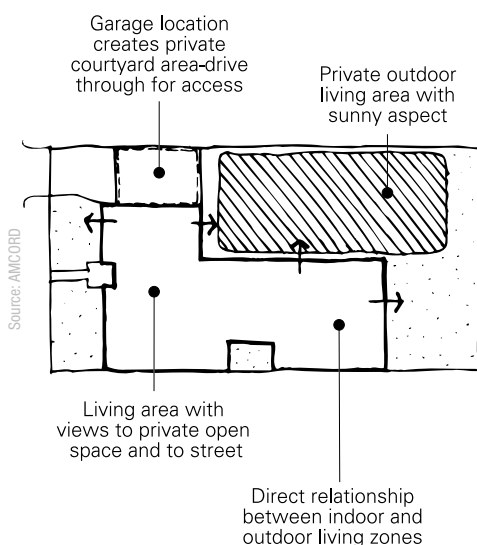 Garage location
creates private
courtyard area-drive
through for access
Private outdoor
living area with
sunny aspect
Source: AMCORD
Living area with
views to private open
space and to street
Direct relationship
between indoor and
outdoor living zones